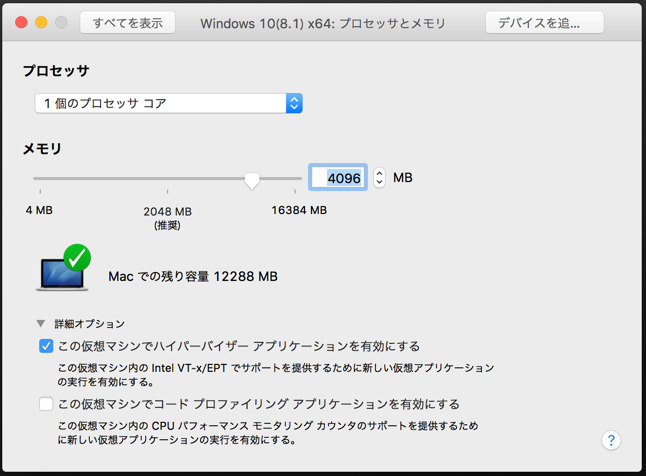 すべてを表示
Windows 10(8.1) x64: プロセッサとメモリ
デバイスを追...
プロセッサ
1 個のプロセッサ コア
メモリ
4096 MB
4 MB 2048 MB 16384 MB
(推奨)
Mac での残り容量 12288 MB
詳細オプション
この仮想マシンでハイパーバイザー アプリケーションを有効にする
この仮想マシン内の Intel VT-x/EPT でサポートを提供するために新しい仮想アプリケーション
の実行を有効にする。
この仮想マシンでコード プロファイリング アプリケーションを有効にする
この仮想マシン内の CPU パフォーマンス モニタリング カウンタのサポートを提供するため
に新しい仮想アプリケーションの実行を有効にする。
?